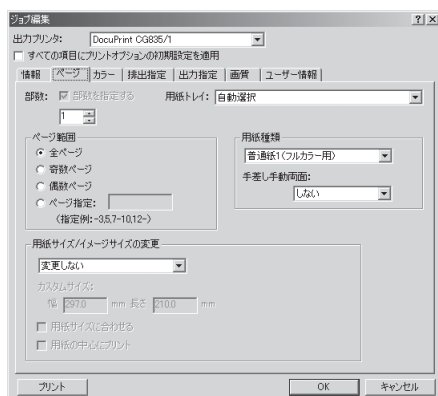 ジョブ編集
出力プリンタ: DocuPrint CG835/1
すべての項目にプリントオプションの初期設定を適用
情報 ページ カラー 排出指定 出力指定 画質 ユーザー情報
部数: 部数を指定する 用紙トレイ: 自動選択
1
ページ範囲
全ページ
奇数ページ
偶数ページ
ページ指定:
(指定例:-3,5,7-10,12-)
用紙種類
普通紙1(フルカラー用)
手差し手動両面:
しない
用紙サイズ/イメージサイズの変更
変更しない
カスタムサイズ:
幅 297.0 mm 長さ 210.0 mm
用紙サイズに合わせる
用紙の中心にプリント
プリント OK キャンセル